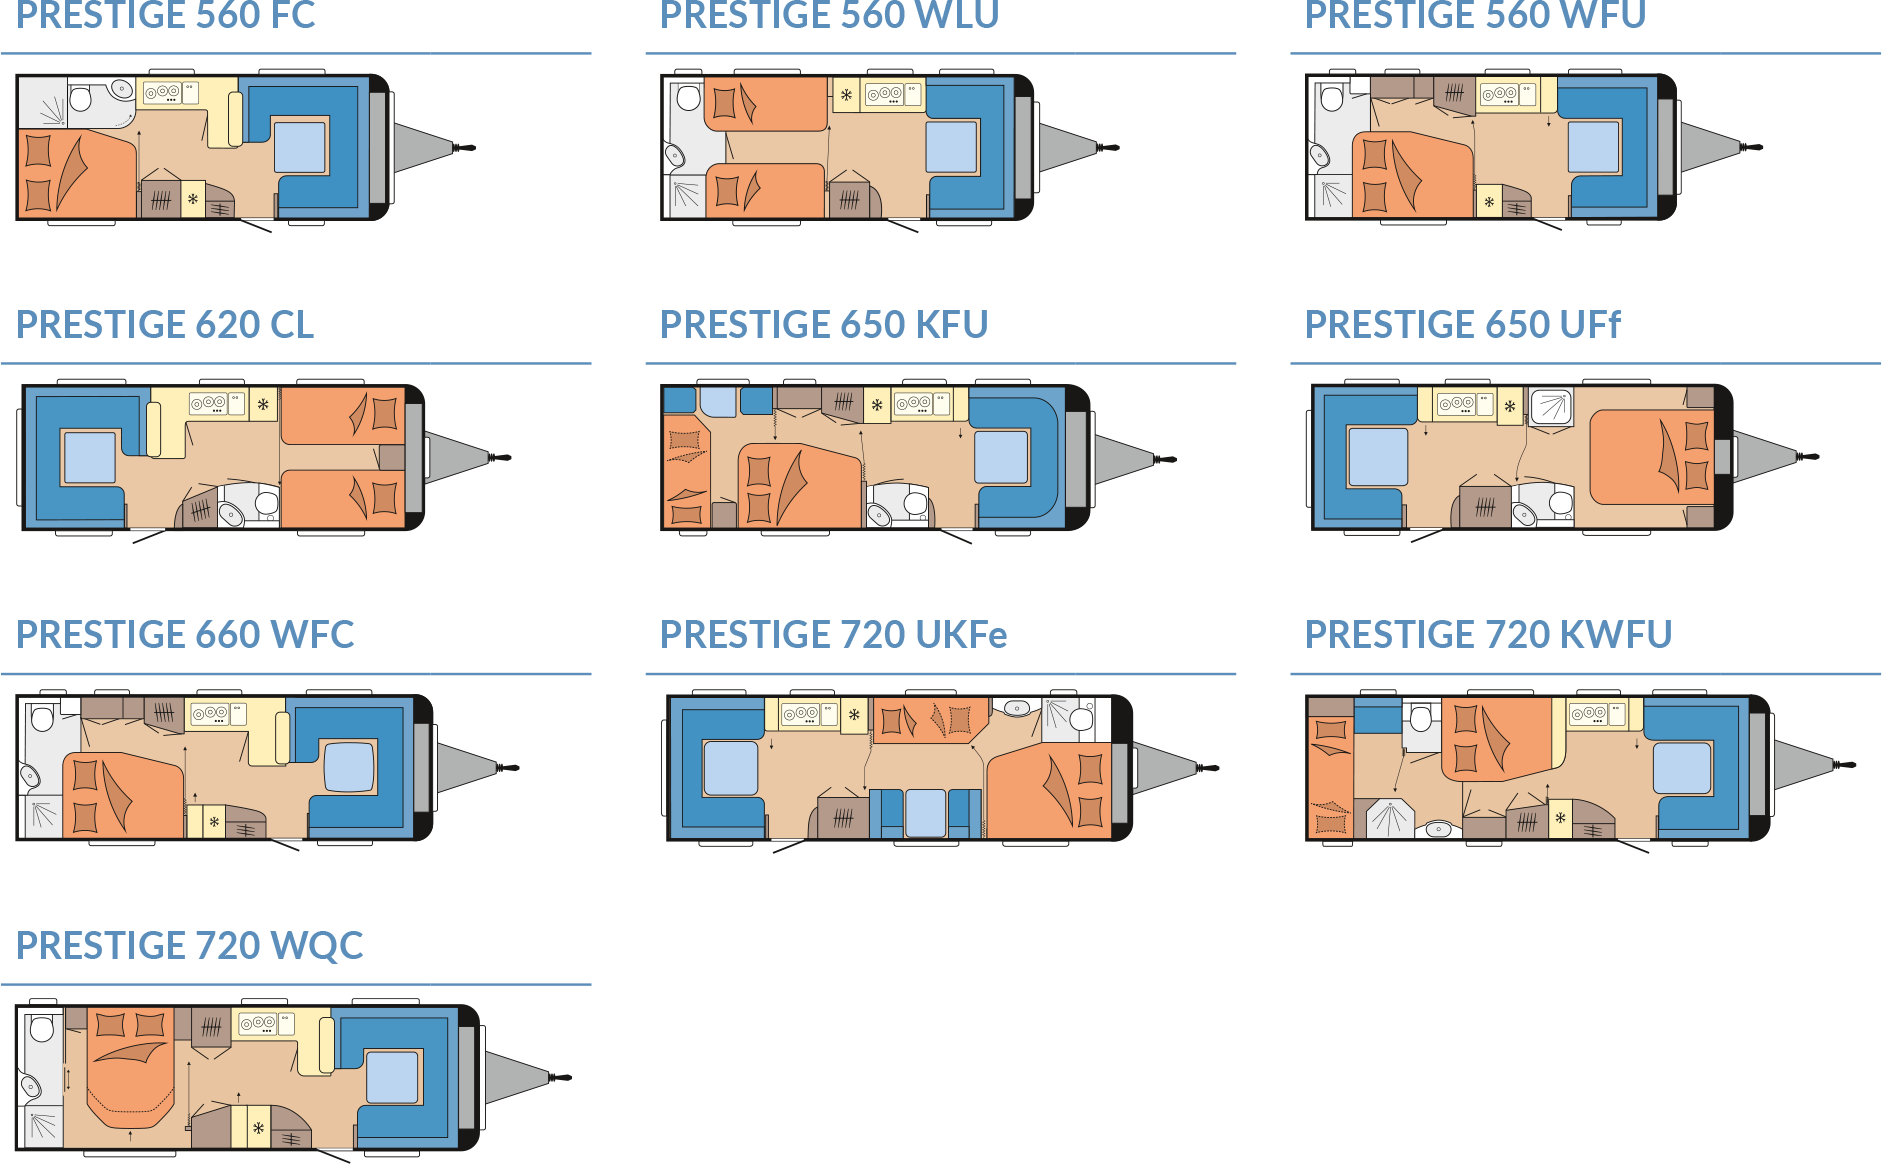 PRESTIGE 560 FC
PRESTIGE 560 WLU
PRESTIGE 560 WFU
PRESTIGE 620 CL
PRESTIGE 650 KFU
PRESTIGE 650 UFf
PRESTIGE 660 WFC
PRESTIGE 720 UKFe
PRESTIGE 720 KWFU
PRESTIGE 720 WQC